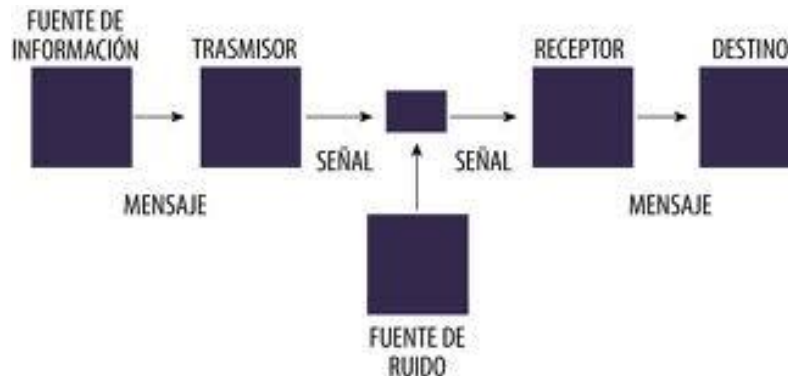 FUENTE DE
INFORMACIÓN
TRASMISOR
RECEPTOR
DESTINO
SEÑAL
SEÑAL
MENSAJE
MENSAJE
FUENTE DE
RUIDO